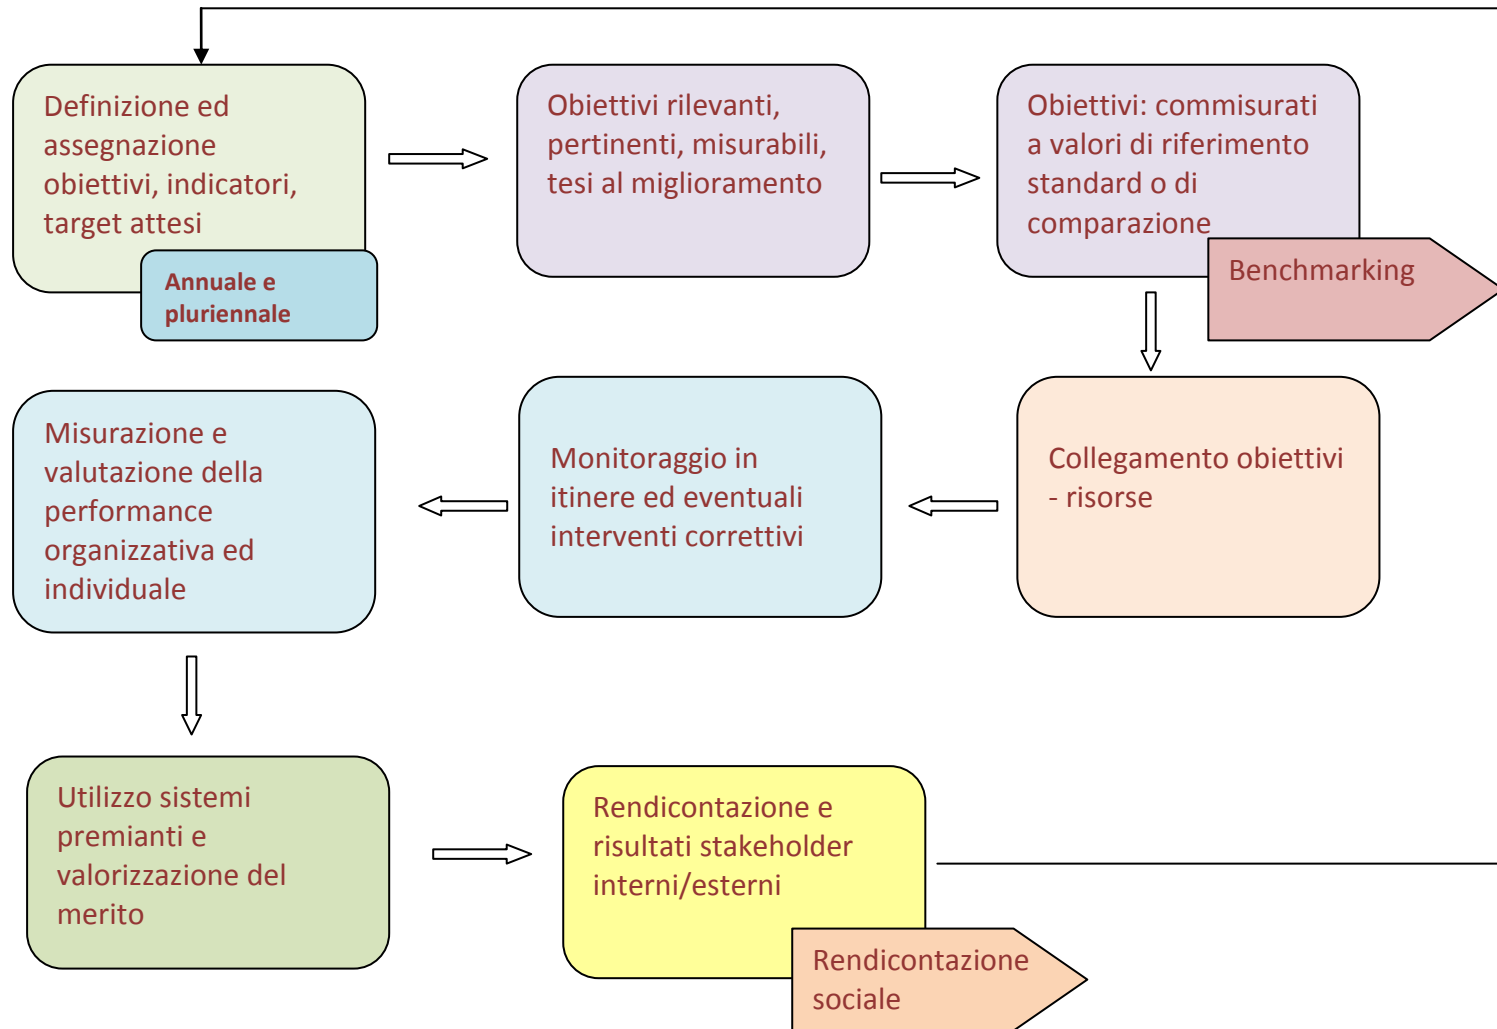 Definizione ed
assegnazione
obiettivi, indicatori,
target attesi
Annuale e
pluriennale
Obiettivi rilevanti,
pertinenti, misurabili,
tesi al miglioramento
Obiettivi: commisurati
a valori di riferimento
standard o di
comparazione
Benchmarking
Collegamento obiettivi
- risorse
Monitoraggio in
itinere ed eventuali
interventi correttivi
Misurazione e
valutazione della
performance
organizzativa ed
individuale
Utilizzo sistemi
premianti e
valorizzazione del
merito
Rendicontazione e
risultati stakeholder
interni/esterni
Rendicontazione
sociale